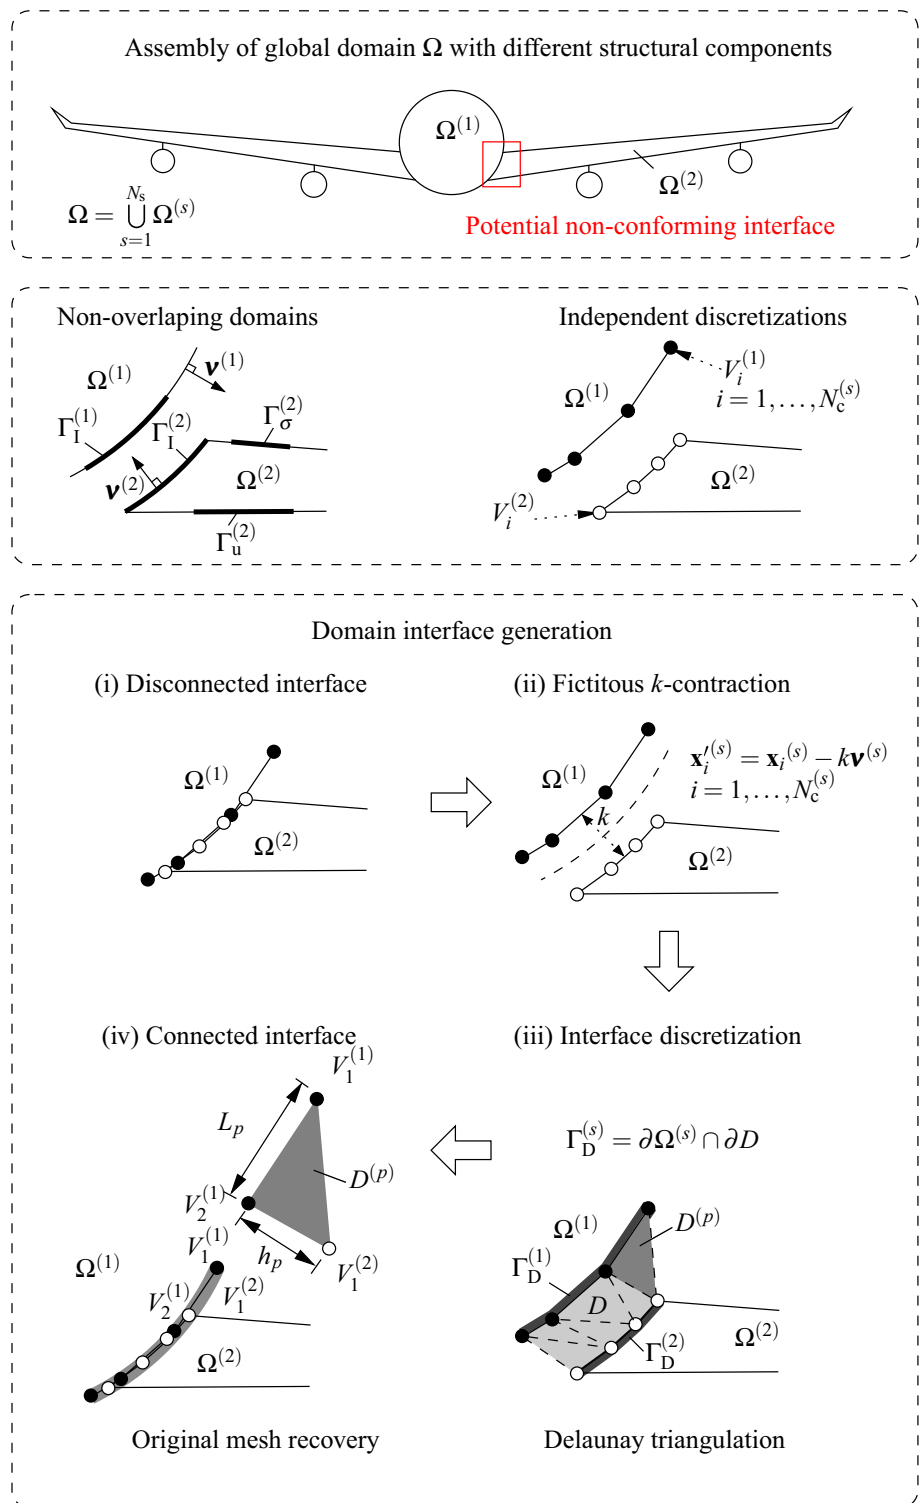 Assembly of global domain Ω with different structural components
Ω^{(1)}
Ω^{(2)}
Ω = ⋃_{s=1}^{N_s} Ω^{(s)}
Potential non-conforming interface
Non-overlaping domains
ν^{(1)}
Ω^{(1)}
Γ_I^{(1)}
Γ_I^{(2)}
Γ_σ^{(2)}
ν^{(2)}
Ω^{(2)}
Γ_u^{(2)}
Independent discretizations
V_i^{(1)}
i = 1,…,N_c^{(s)}
Ω^{(1)}
Ω^{(2)}
V_i^{(2)}
Domain interface generation
(i) Disconnected interface
Ω^{(1)}
Ω^{(2)}
(ii) Fictitous k-contraction
x′_i^{(s)} = x_i^{(s)} − kν^{(s)}
i = 1,…,N_c^{(s)}
Ω^{(1)}
k
Ω^{(2)}
(iii) Interface discretization
Γ_D^{(s)} = ∂Ω^{(s)} ∩ ∂D
Ω^{(1)}
D^{(p)}
Γ_D^{(1)}
D
Γ_D^{(2)}
Ω^{(2)}
Delaunay triangulation
(iv) Connected interface
V_1^{(1)}
L_p
D^{(p)}
V_2^{(1)}
h_p
V_1^{(2)}
Ω^{(1)}
V_1^{(1)}
V_2^{(1)}
V_1^{(2)}
Ω^{(2)}
Original mesh recovery